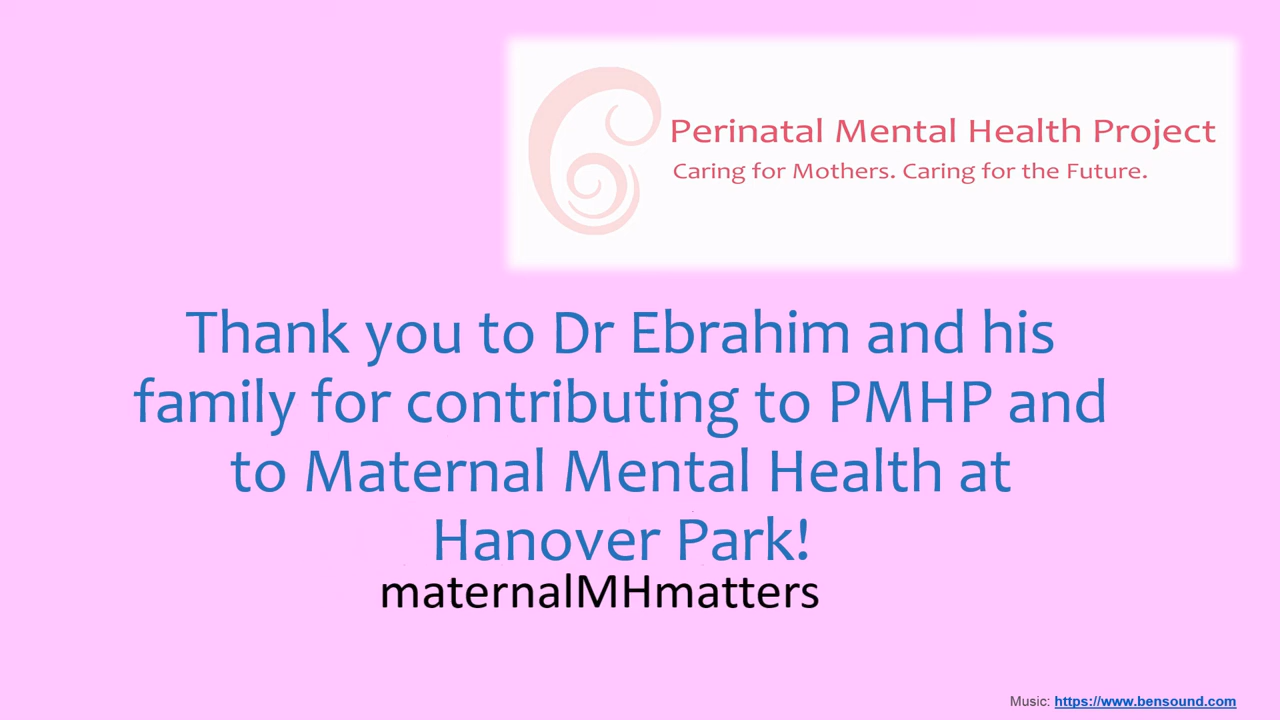 Perinatal Mental Health Project
Caring for Mothers. Caring for the Future.
Thank you to Dr Ebrahim and his
family for contributing to PMHP and
to Maternal Mental Health at
Hanover Park!
maternalMHmatters
Music: https://www.bensound.com